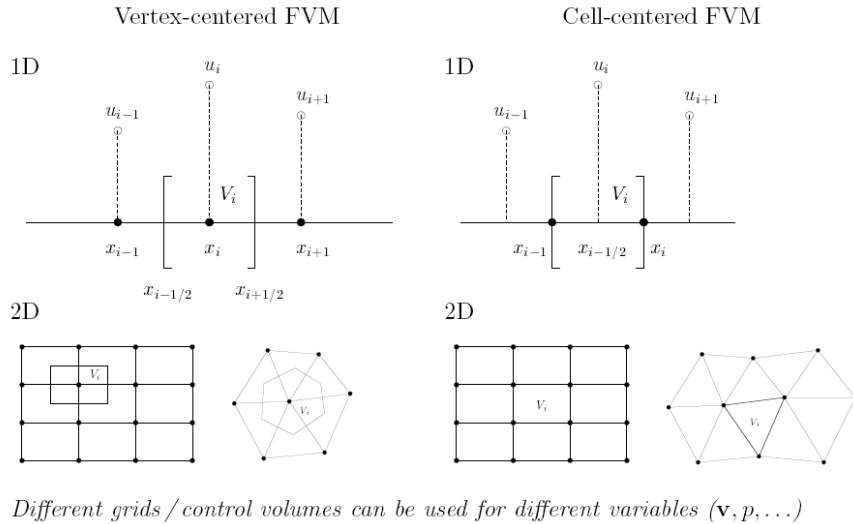 Vertex-centered FVM
Cell-centered FVM
1D
u_i
u_{i-1}
u_{i+1}
V_i
x_{i-1}
x_i
x_{i+1}
x_{i-1/2}
x_{i+1/2}
1D
u_i
u_{i-1}
u_{i+1}
V_i
x_{i-1}
x_{i-1/2}
x_i
2D
V_i
V_i
2D
V_i
V_i
Different grids / control volumes can be used for different variables (v, p, . . .)